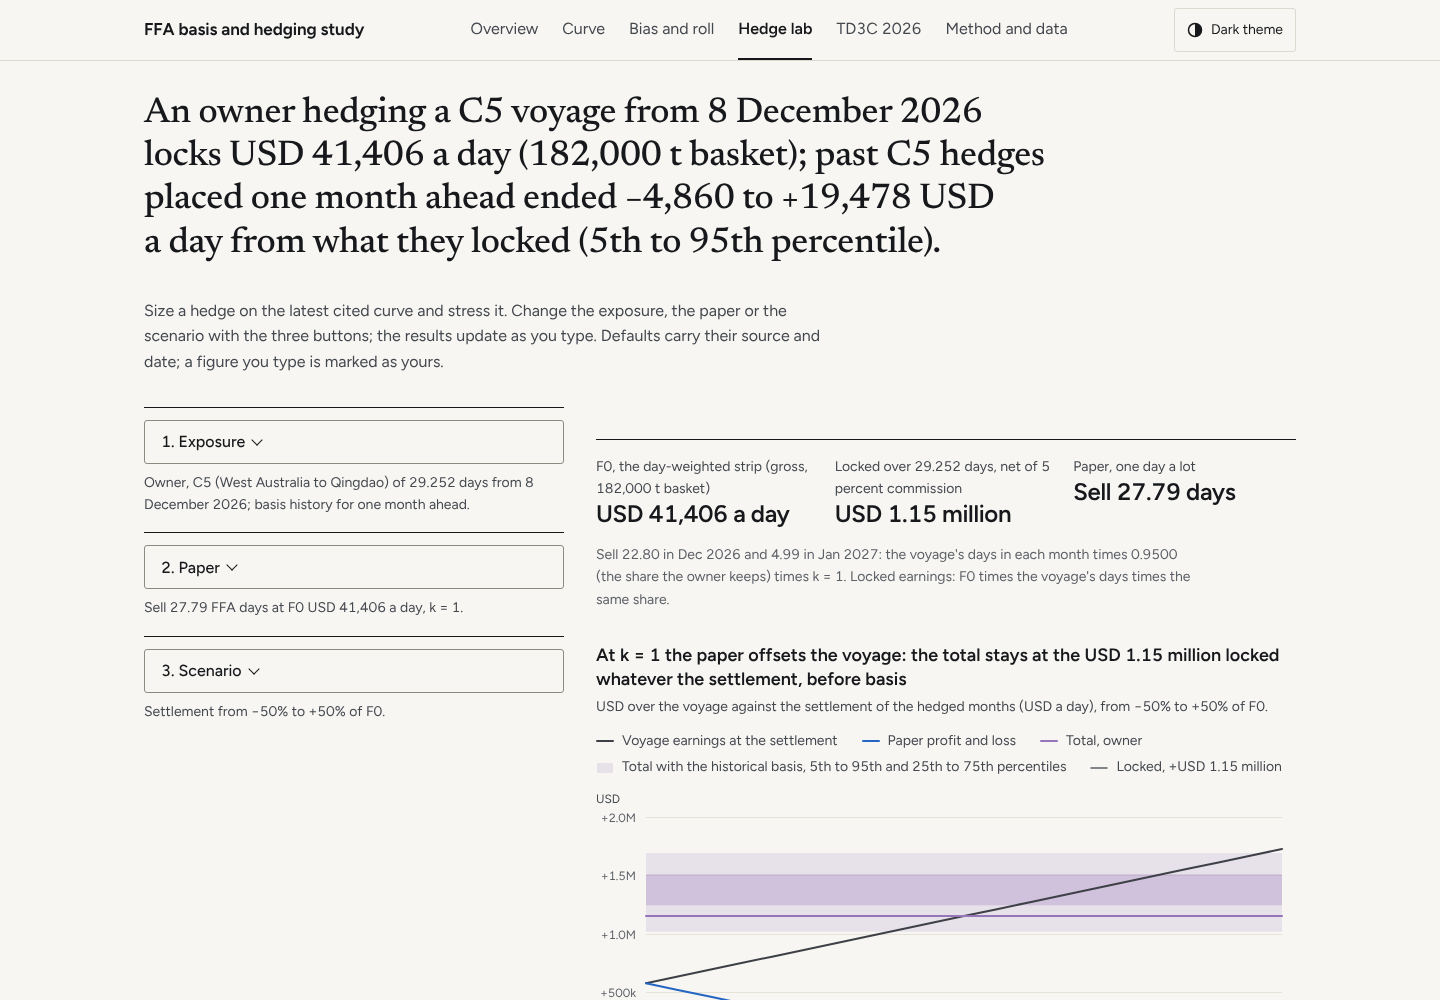 FFA basis and hedging study
Overview
Curve
Bias and roll
Hedge lab
TD3C 2026
Method and data
Dark theme
An owner hedging a C5 voyage from 8 December 2026
locks USD 41,406 a day (182,000 t basket); past C5 hedges
placed one month ahead ended −4,860 to +19,478 USD
a day from what they locked (5th to 95th percentile).
Size a hedge on the latest cited curve and stress it. Change the exposure, the paper or the
scenario with the three buttons; the results update as you type. Defaults carry their source and
date; a figure you type is marked as yours.
1. Exposure
Owner, C5 (West Australia to Qingdao) of 29.252 days from 8
December 2026; basis history for one month ahead.
2. Paper
Sell 27.79 FFA days at F0 USD 41,406 a day, k = 1.
3. Scenario
Settlement from −50% to +50% of F0.
F0, the day-weighted strip (gross,
182,000 t basket)
USD 41,406 a day
Locked over 29.252 days, net of 5
percent commission
USD 1.15 million
Paper, one day a lot
Sell 27.79 days
Sell 22.80 in Dec 2026 and 4.99 in Jan 2027: the voyage's days in each month times 0.9500
(the share the owner keeps) times k = 1. Locked earnings: F0 times the voyage's days times the
same share.
At k = 1 the paper offsets the voyage: the total stays at the USD 1.15 million locked
whatever the settlement, before basis
USD over the voyage against the settlement of the hedged months (USD a day), from −50% to +50% of F0.
Voyage earnings at the settlement
Paper profit and loss
Total, owner
Total with the historical basis, 5th to 95th and 25th to 75th percentiles
Locked, +USD 1.15 million
USD
+2.0M
+1.5M
+1.0M
+500k